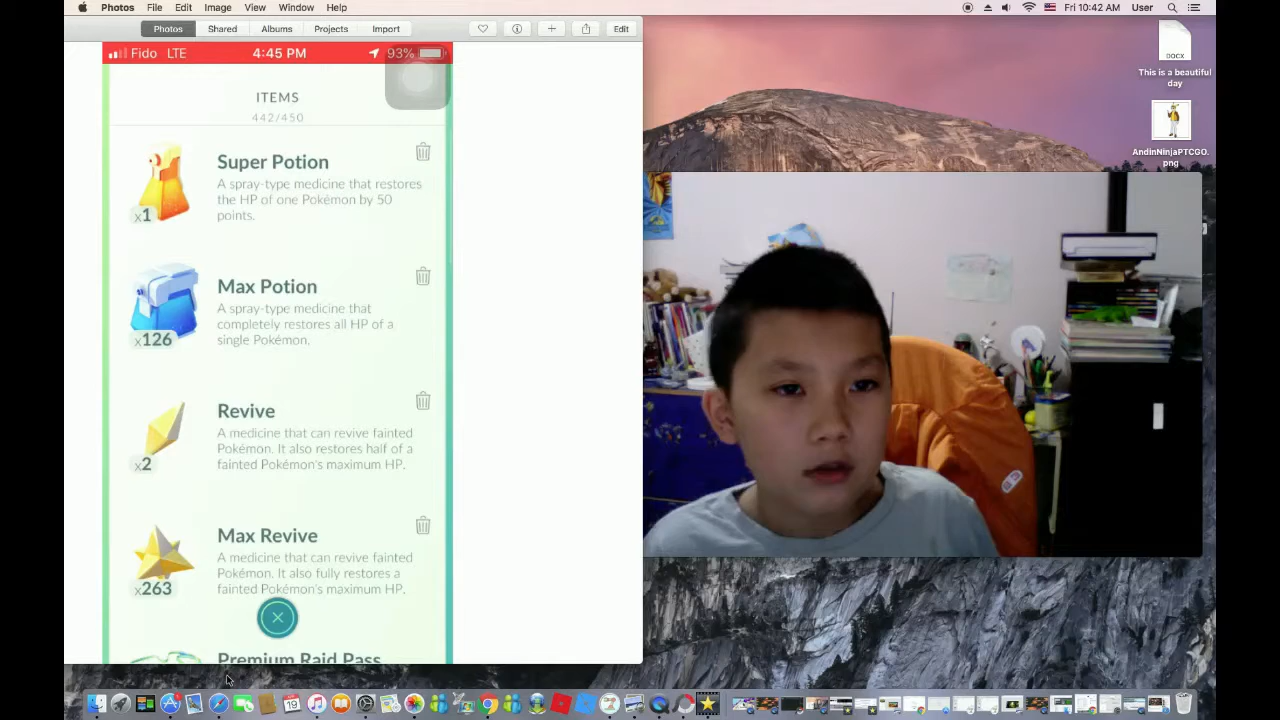 Photos File Edit Image View Window Help
Fri 10:42 AM User
Photos Shared Albums Projects Import
Edit
Fido LTE 4:45 PM 93%
ITEMS
442/450
Super Potion
A spray-type medicine that restores
the HP of one Pokémon by 50
points.
x1
Max Potion
A spray-type medicine that
completely restores all HP of a
single Pokémon.
x126
Revive
A medicine that can revive fainted
Pokémon. It also restores half of a
fainted Pokémon's maximum HP.
x2
Max Revive
A medicine that can revive fainted
Pokémon. It also fully restores a
fainted Pokémon's maximum HP.
x263
Premium Raid Pass
DOCX
This is a beautiful
day
AndinNinjaPTCGO.
png
19